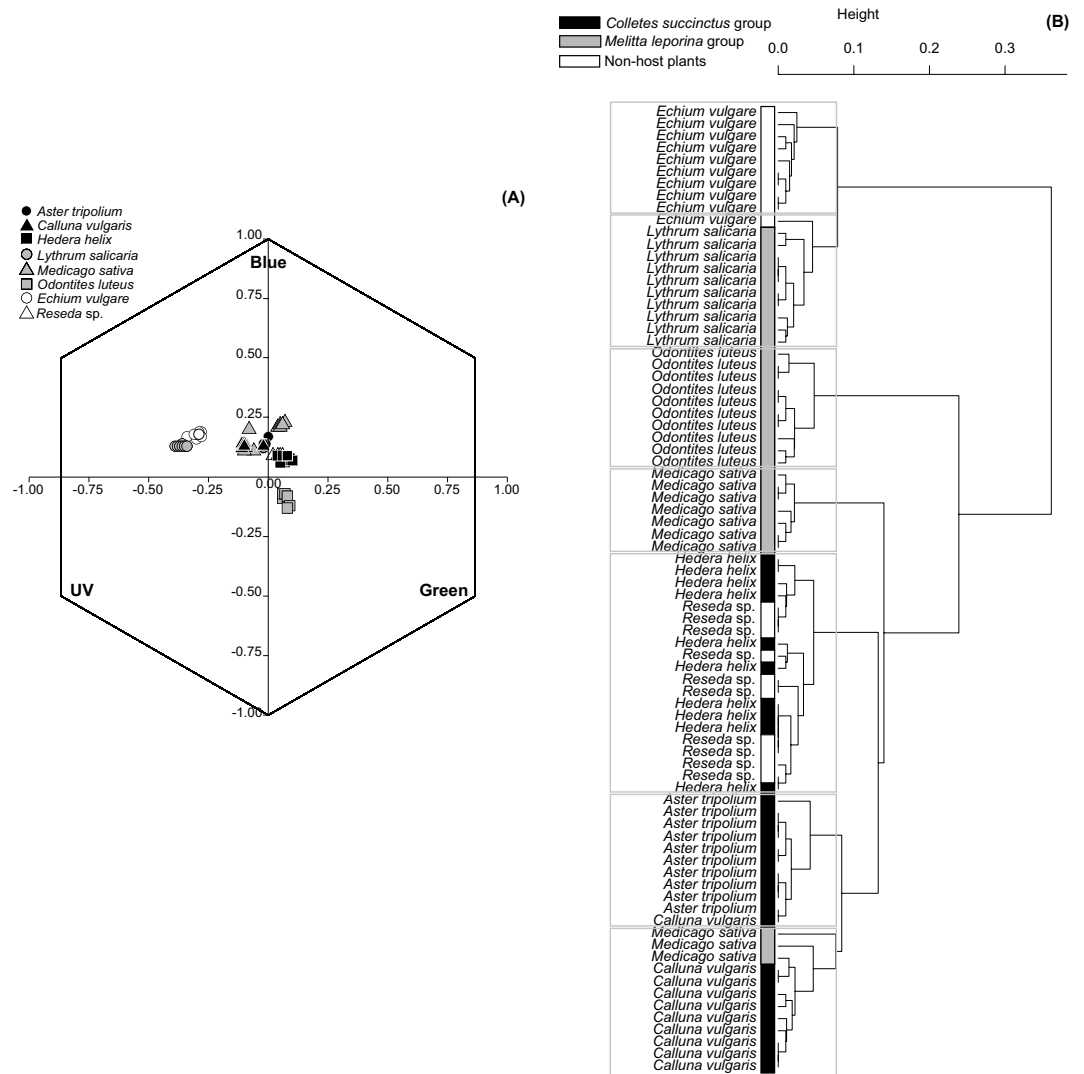 (A)
Aster tripolium
Calluna vulgaris
Hedera helix
Lythrum salicaria
Medicago sativa
Odontites luteus
Echium vulgare
Reseda sp.
1.00
Blue
0.75
0.50
0.25
-1.00 -0.75 -0.50 -0.25 0.00 0.25 0.50 0.75 1.00
-0.25
-0.50
UV Green
-0.75
-1.00
(B)
Colletes succinctus group
Melitta leporina group
Non-host plants
Height
0.0 0.1 0.2 0.3
Echium vulgare
Echium vulgare
Echium vulgare
Echium vulgare
Echium vulgare
Echium vulgare
Echium vulgare
Echium vulgare
Echium vulgare
Echium vulgare
Lythrum salicaria
Lythrum salicaria
Lythrum salicaria
Lythrum salicaria
Lythrum salicaria
Lythrum salicaria
Lythrum salicaria
Lythrum salicaria
Lythrum salicaria
Lythrum salicaria
Odontites luteus
Odontites luteus
Odontites luteus
Odontites luteus
Odontites luteus
Odontites luteus
Odontites luteus
Odontites luteus
Odontites luteus
Odontites luteus
Medicago sativa
Medicago sativa
Medicago sativa
Medicago sativa
Medicago sativa
Medicago sativa
Medicago sativa
Hedera helix
Hedera helix
Hedera helix
Hedera helix
Reseda sp.
Reseda sp.
Reseda sp.
Hedera helix
Reseda sp.
Hedera helix
Reseda sp.
Reseda sp.
Hedera helix
Hedera helix
Hedera helix
Reseda sp.
Reseda sp.
Reseda sp.
Reseda sp.
Hedera helix
Aster tripolium
Aster tripolium
Aster tripolium
Aster tripolium
Aster tripolium
Aster tripolium
Aster tripolium
Aster tripolium
Aster tripolium
Aster tripolium
Calluna vulgaris
Medicago sativa
Medicago sativa
Medicago sativa
Calluna vulgaris
Calluna vulgaris
Calluna vulgaris
Calluna vulgaris
Calluna vulgaris
Calluna vulgaris
Calluna vulgaris
Calluna vulgaris
Calluna vulgaris